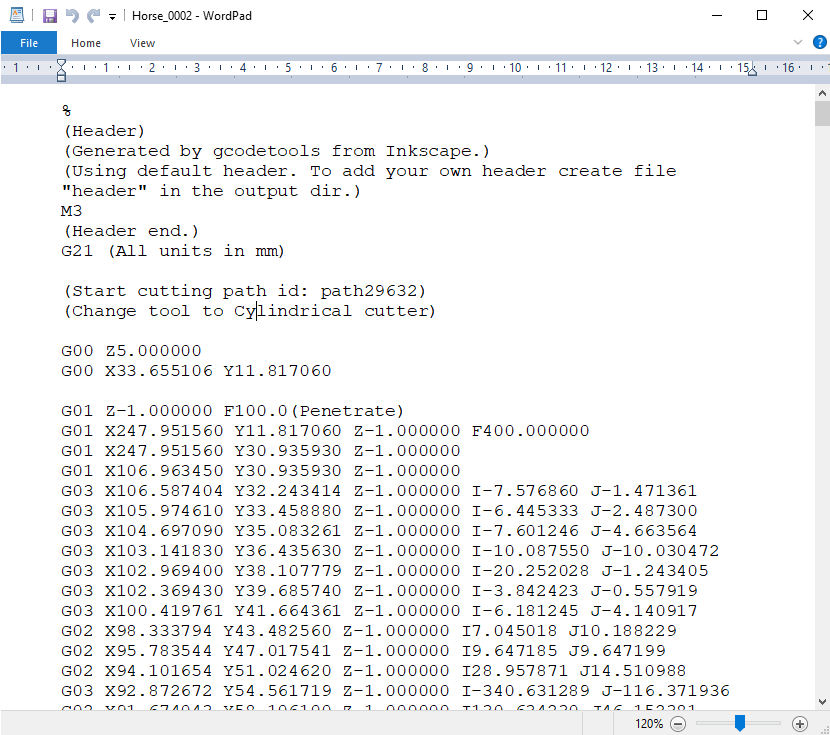 Horse_0002 - WordPad
File Home View
1 1 2 3 4 5 6 7 8 9 10 11 12 13 14 15 16
%
(Header)
(Generated by gcodetools from Inkscape.)
(Using default header. To add your own header create file
"header" in the output dir.)
M3
(Header end.)
G21 (All units in mm)
(Start cutting path id: path29632)
(Change tool to Cylindrical cutter)
G00 Z5.000000
G00 X33.655106 Y11.817060
G01 Z-1.000000 F100.0(Penetrate)
G01 X247.951560 Y11.817060 Z-1.000000 F400.000000
G01 X247.951560 Y30.935930 Z-1.000000
G01 X106.963450 Y30.935930 Z-1.000000
G03 X106.587404 Y32.243414 Z-1.000000 I-7.576860 J-1.471361
G03 X105.974610 Y33.458880 Z-1.000000 I-6.445333 J-2.487300
G03 X104.697090 Y35.083261 Z-1.000000 I-7.601246 J-4.663564
G03 X103.141830 Y36.435630 Z-1.000000 I-10.087550 J-10.030472
G03 X102.969400 Y38.107779 Z-1.000000 I-20.252028 J-1.243405
G03 X102.369430 Y39.685740 Z-1.000000 I-3.842423 J-0.557919
G03 X100.419761 Y41.664361 Z-1.000000 I-6.181245 J-4.140917
G02 X98.333794 Y43.482560 Z-1.000000 I7.045018 J10.188229
G02 X95.783544 Y47.017541 Z-1.000000 I9.647185 J9.647199
G02 X94.101654 Y51.024620 Z-1.000000 I28.957871 J14.510988
G03 X92.872672 Y54.561719 Z-1.000000 I-340.631289 J-116.371936
120%